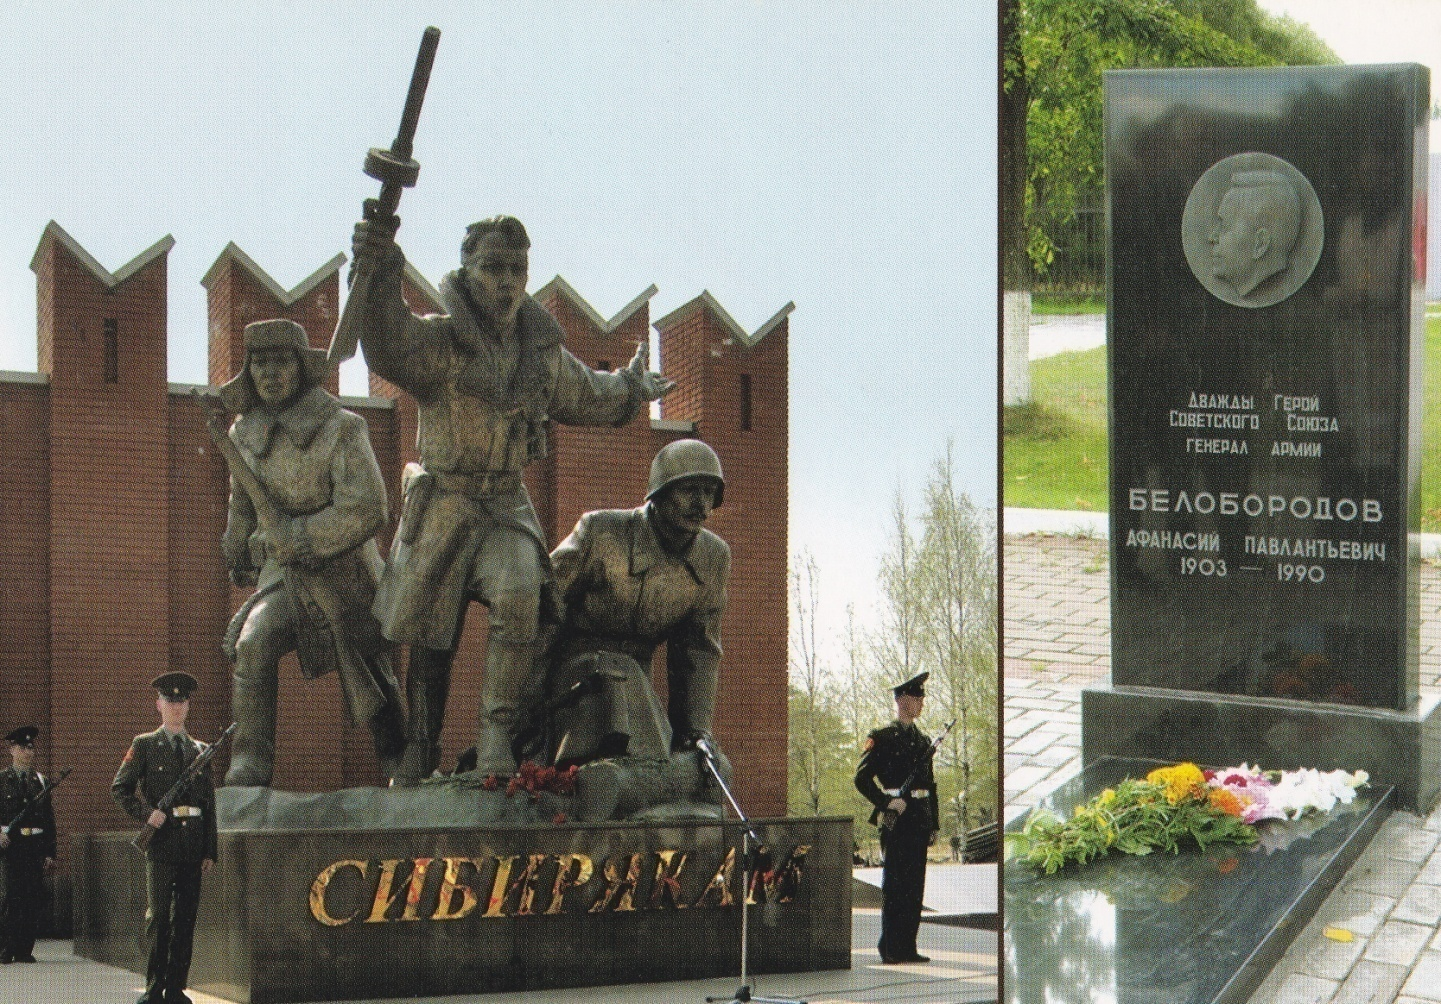 СИБИРЯКАМ
Дважды Герой
Советского Союза
генерал армии
БЕЛОБОРОДОВ
АФАНАСИЙ ПАВЛАНТЬЕВИЧ
1903 — 1990